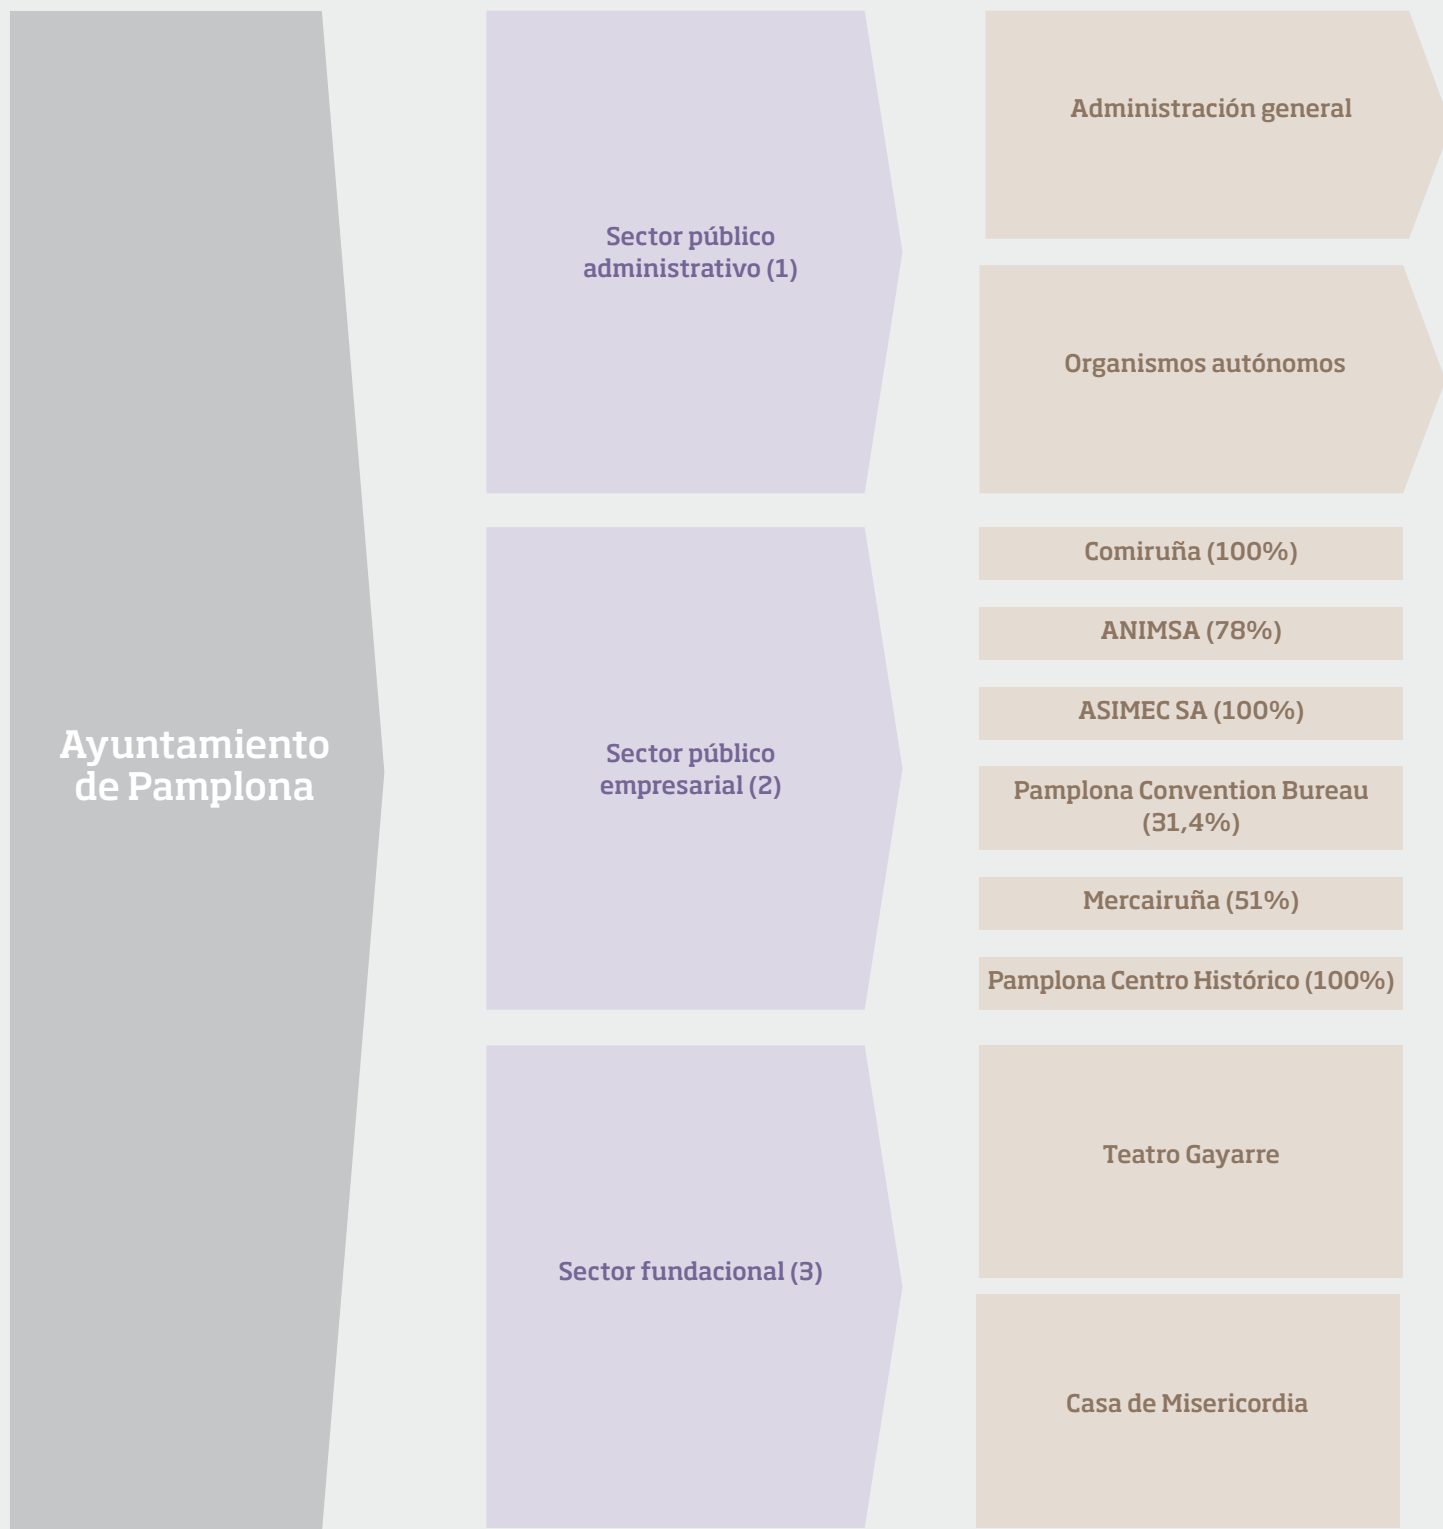 Ayuntamiento
de Pamplona
Sector público
administrativo (1)
Administración general
Organismos autónomos
Sector público
empresarial (2)
Comiruña (100%)
ANIMSA (78%)
ASIMEC SA (100%)
Pamplona Convention Bureau
(31,4%)
Mercairuña (51%)
Pamplona Centro Histórico (100%)
Sector fundacional (3)
Teatro Gayarre
Casa de Misericordia